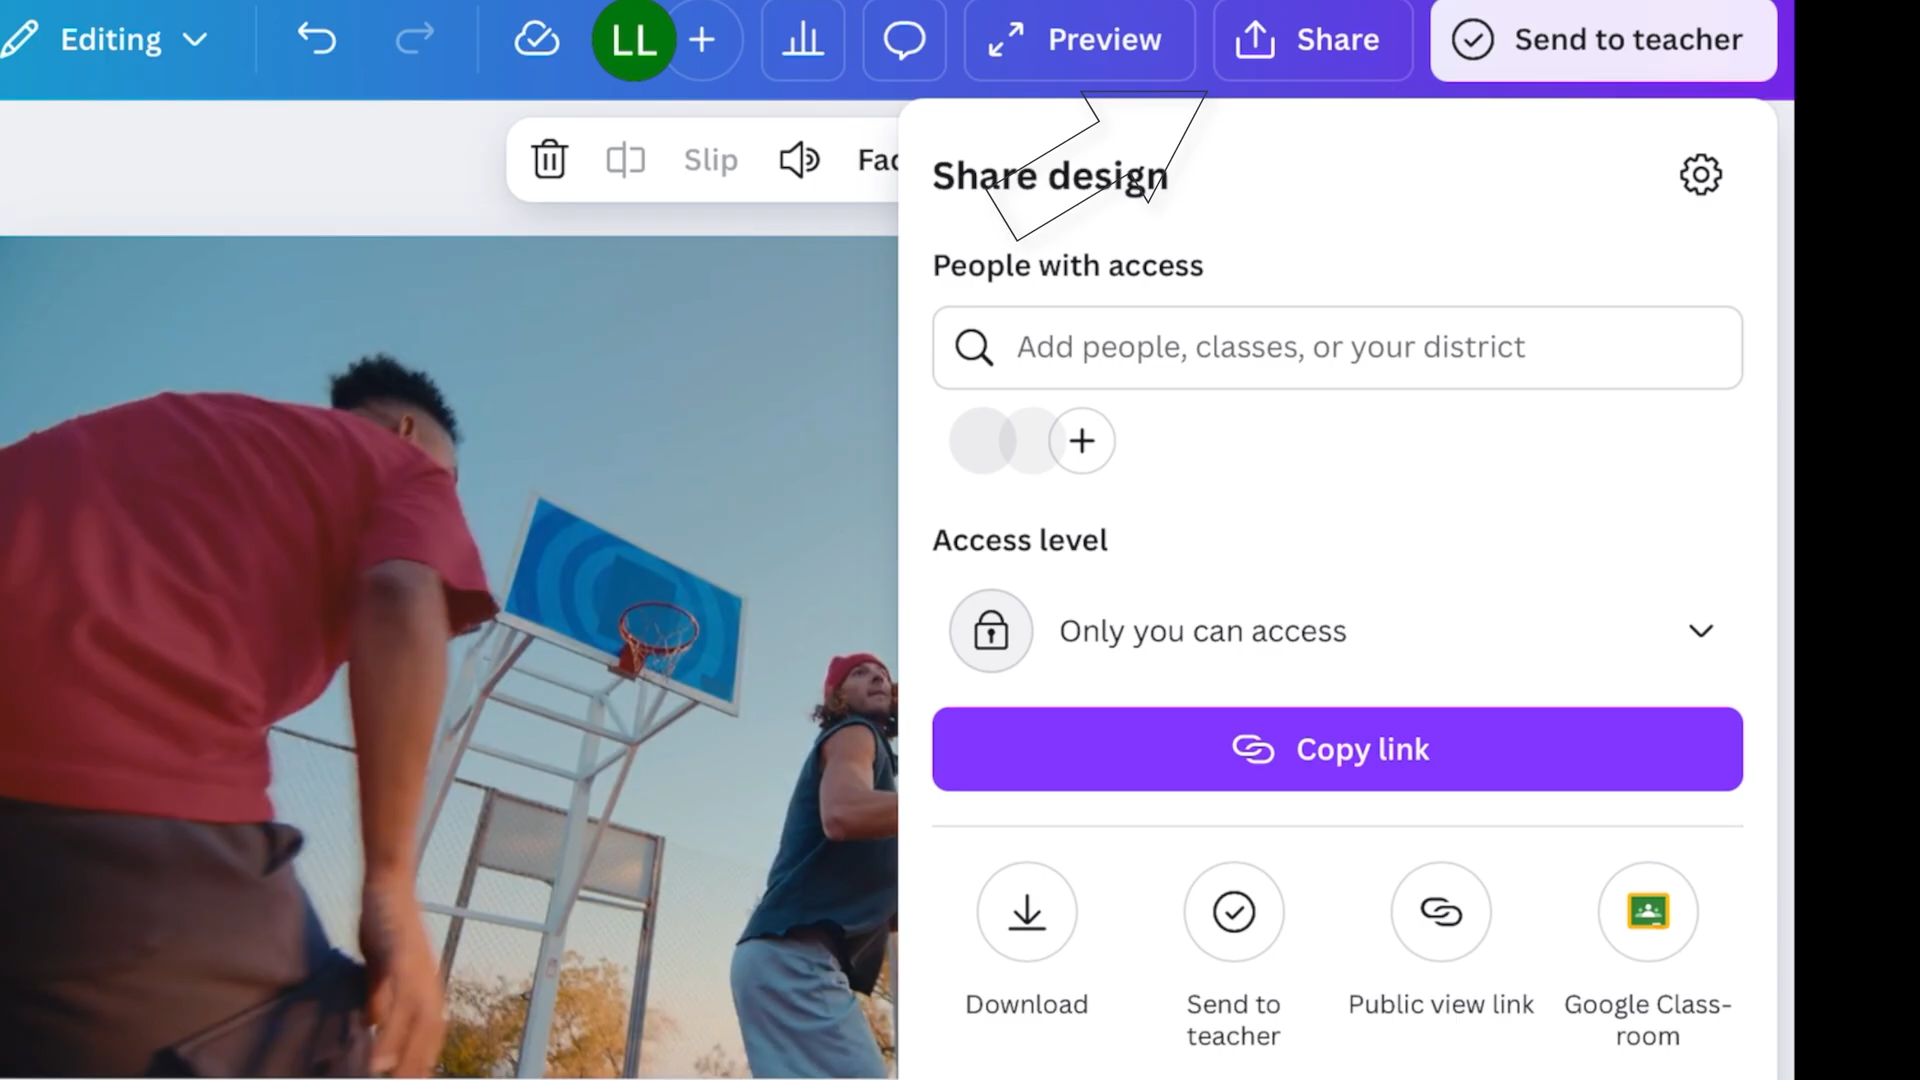 Editing
LL
Preview
Share
Send to teacher
Slip
Share design
People with access
Add people, classes, or your district
Access level
Only you can access
Copy link
Download
Send to
teacher
Public view link
Google Class-
room